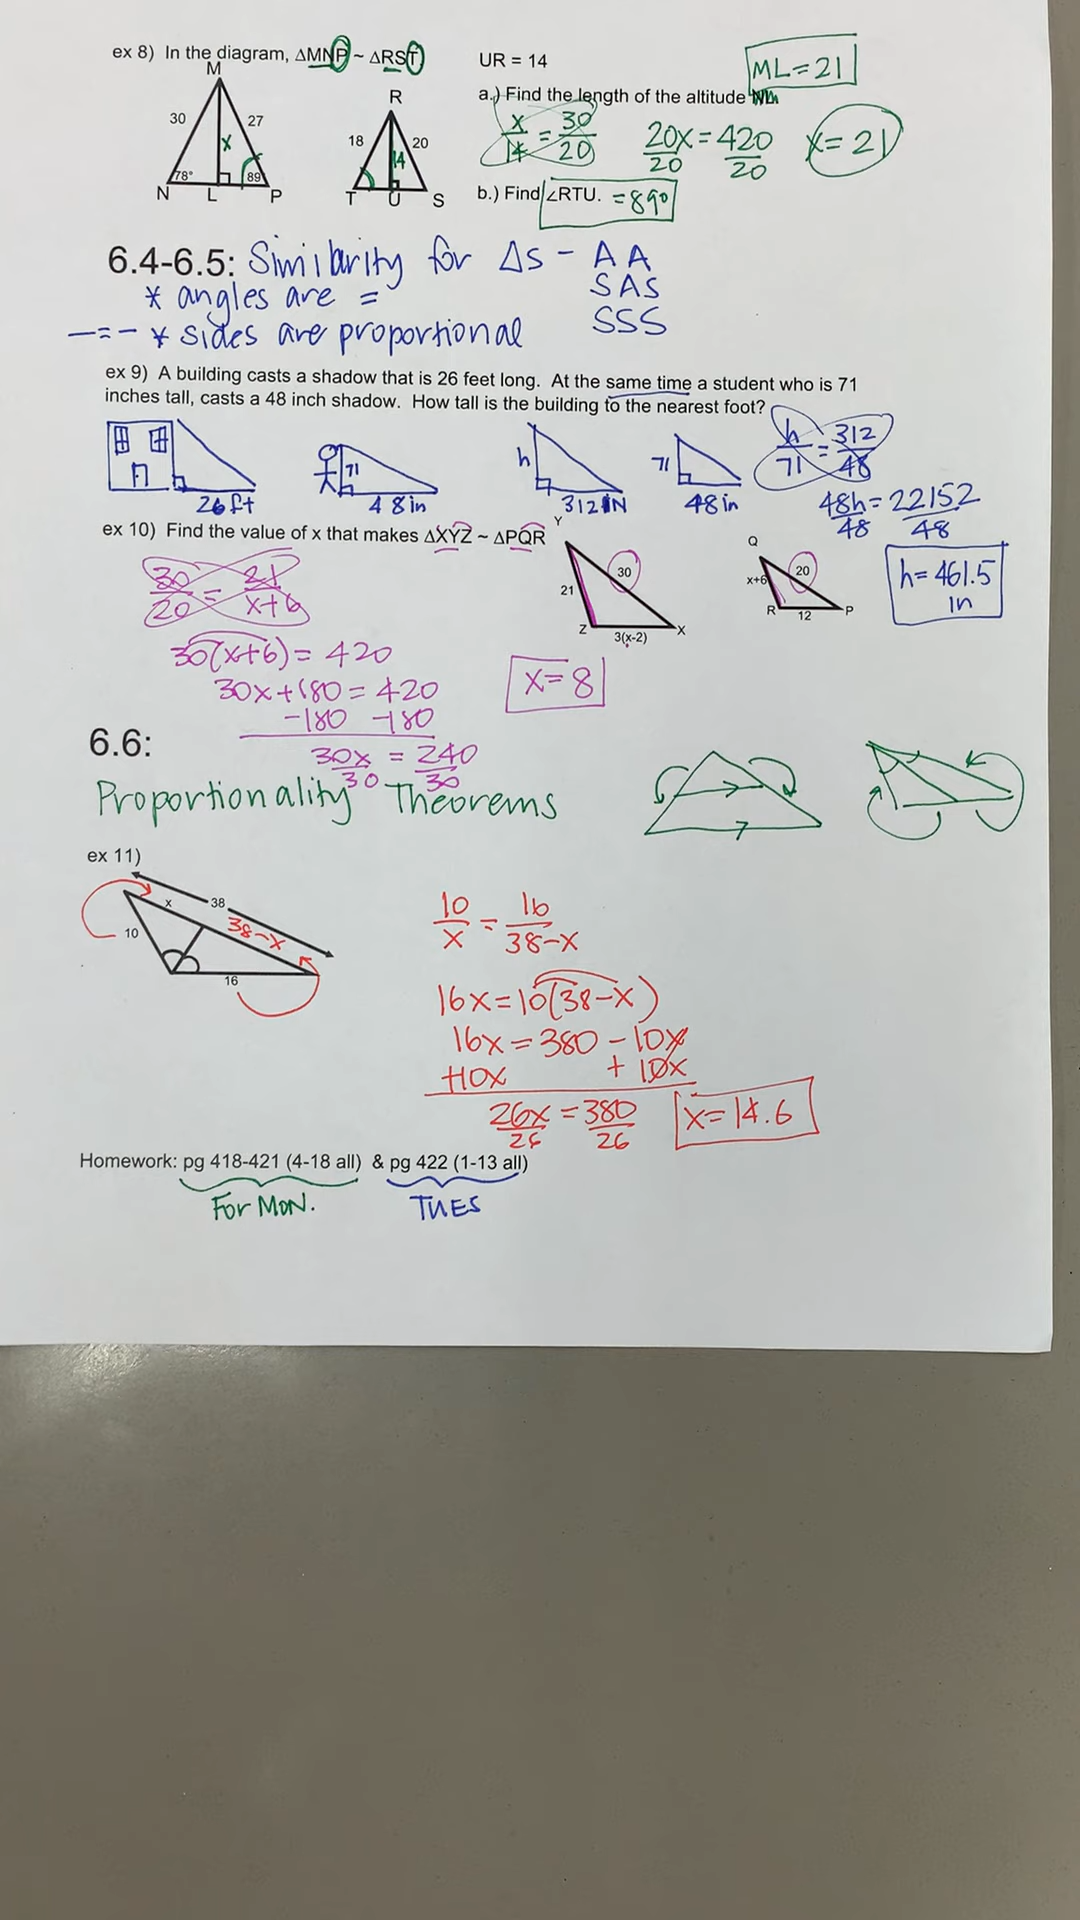 ex 8) In the diagram, ΔMNP ~ ΔRST
UR = 14
ML = 21
a.) Find the length of the altitude
M
30
27
x
78°
89
N
L
P
R
18
20
14
T
U
S
x/14 = 30/20
20x/20 = 420/20
x = 21
b.) Find ∠RTU. = 89°
6.4-6.5: Similarity for Δs - AA
SAS
SSS
* angles are =
— = — * sides are proportional
ex 9) A building casts a shadow that is 26 feet long. At the same time a student who is 71
inches tall, casts a 48 inch shadow. How tall is the building to the nearest foot?
26 ft
71
48 in
h
312 IN
71
48 in
h/71 = 312/48
48h/48 = 22152/48
h = 461.5
in
ex 10) Find the value of x that makes ΔXYZ ~ ΔPQR
Y
21
30
Z
3(x-2)
X
Q
x+6
20
R
12
P
30/20 = 21/x+6
30(x+6) = 420
30x + 180 = 420
-180 -180
30x/30 = 240/30
x = 8
6.6:
Proportionality Theorems
ex 11)
x
38
38-x
10
16
10/x = 16/38-x
16x = 10(38-x)
16x = 380 - 10x
+10x + 10x
26x/26 = 380/26
x = 14.6
Homework: pg 418-421 (4-18 all) & pg 422 (1-13 all)
For Mon. TUES